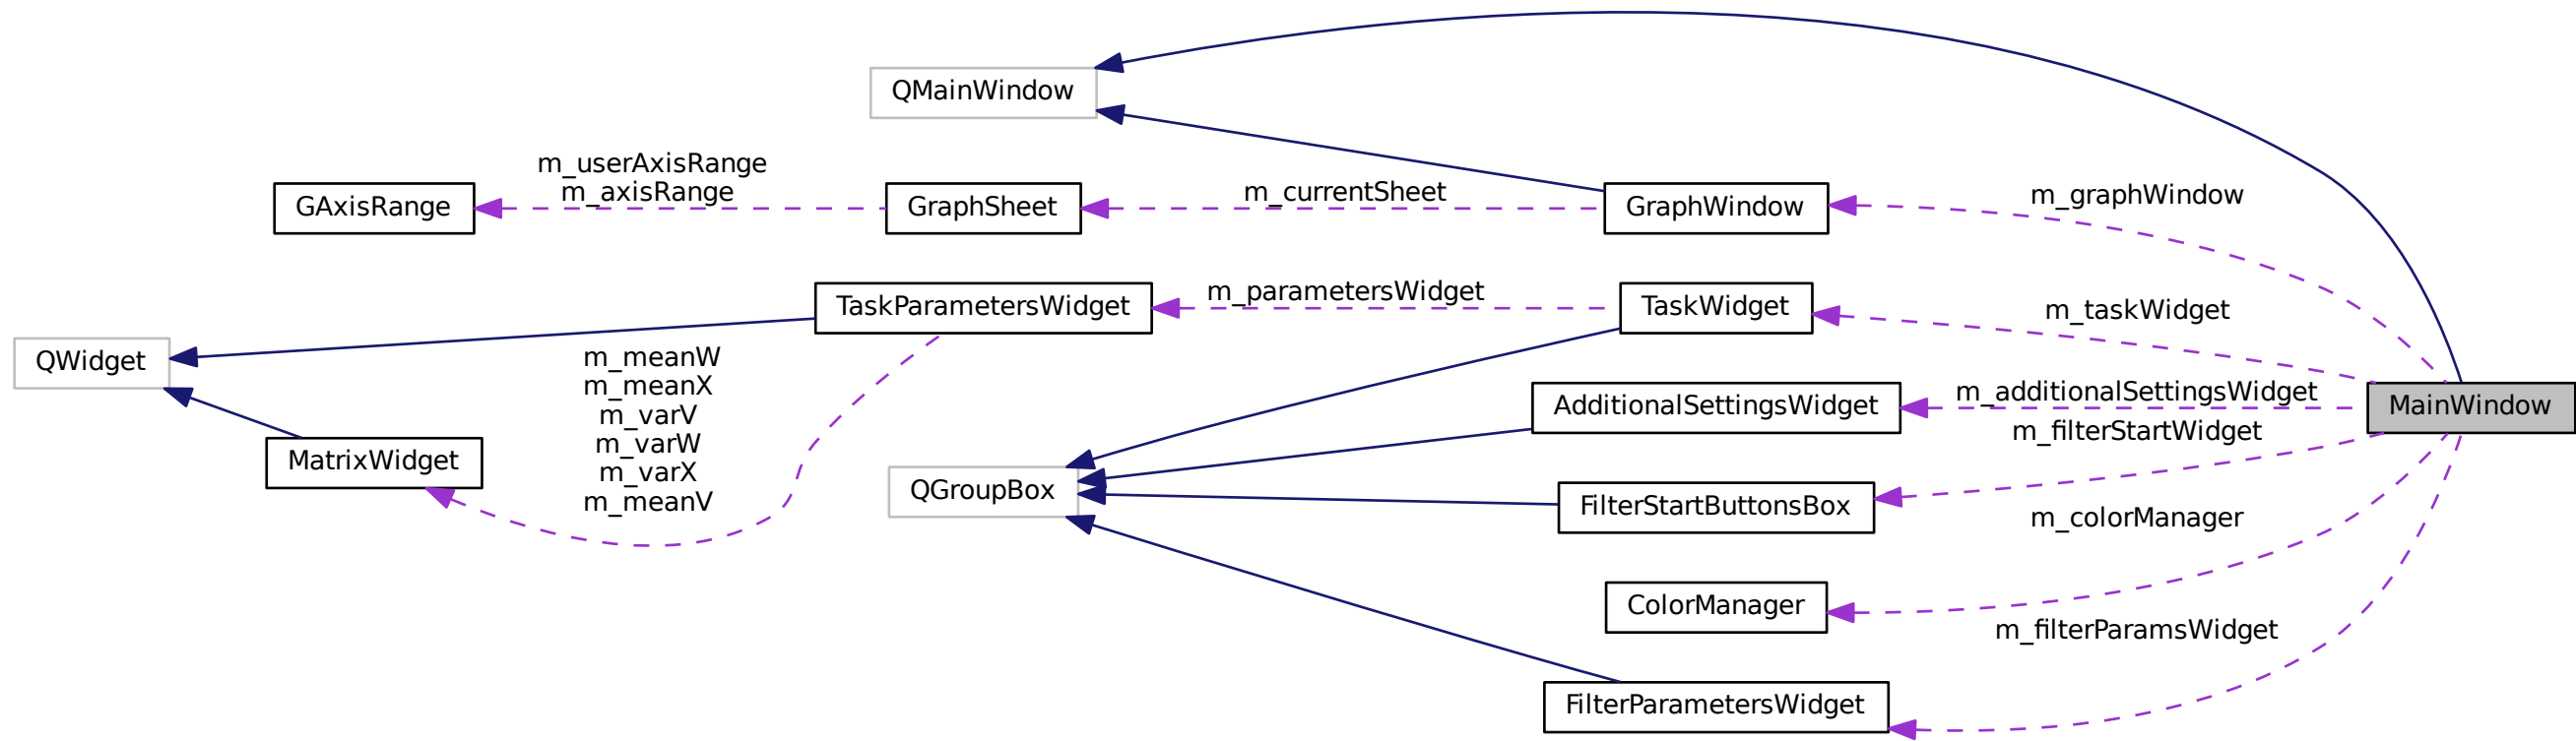 QMainWindow
m_userAxisRange
m_axisRange
GAxisRange
GraphSheet
m_currentSheet
GraphWindow
m_graphWindow
TaskParametersWidget
m_parametersWidget
TaskWidget
m_taskWidget
QWidget
m_meanW
m_meanX
m_varV
m_varW
m_varX
m_meanV
MatrixWidget
AdditionalSettingsWidget
m_additionalSettingsWidget
MainWindow
m_filterStartWidget
QGroupBox
FilterStartButtonsBox
m_colorManager
ColorManager
m_filterParamsWidget
FilterParametersWidget